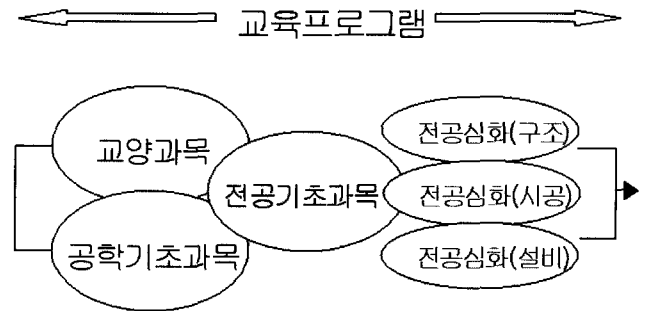 교육프로그램
교양과목
공학기초과목
전공기초과목
전공심화(구조)
전공심화(시공)
전공심화(설비)